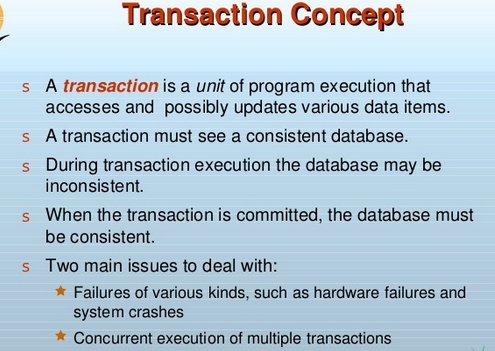 Transaction Concept
s A transaction is a unit of program execution that
accesses and possibly updates various data items.
s A transaction must see a consistent database.
s During transaction execution the database may be
inconsistent.
s When the transaction is committed, the database must
be consistent.
s Two main issues to deal with:
★ Failures of various kinds, such as hardware failures and
system crashes
★ Concurrent execution of multiple transactions